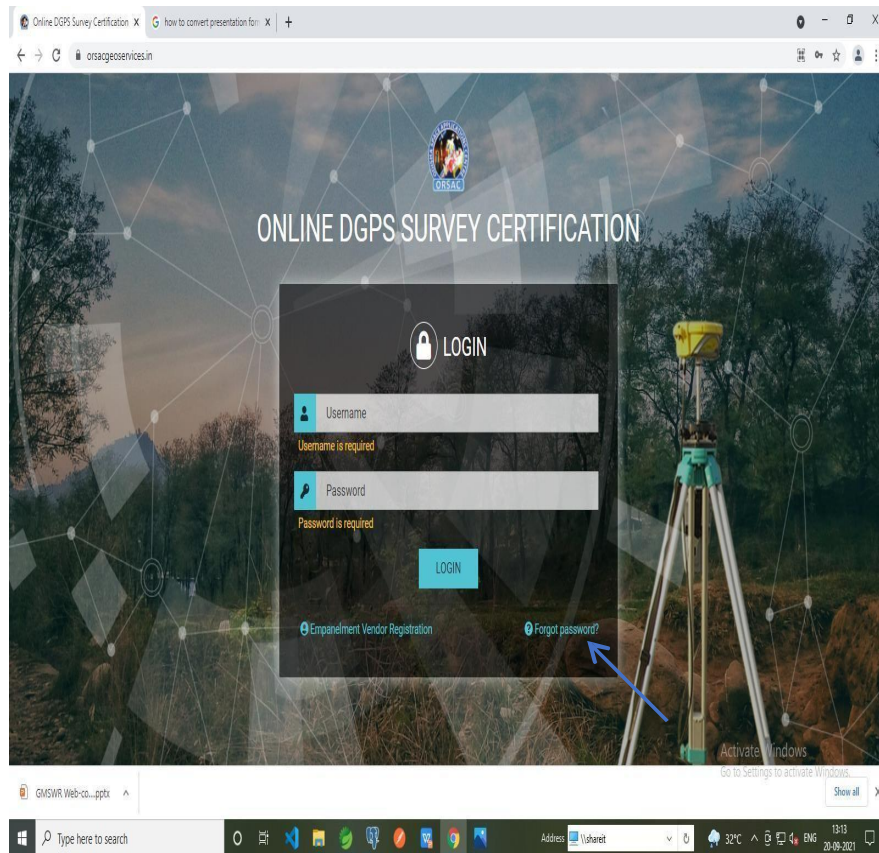 Online DGPS Survey Certification
how to convert presentation for
orsacgeoservices.in
ORSAC
ONLINE DGPS SURVEY CERTIFICATION
LOGIN
Username
Username is required
Password
Password is required
LOGIN
Empanelment Vendor Registration
Forgot password?
Activate Windows
Go to Settings to activate Windows.
GMSWR Web-co....pptx
Show all
Type here to search
Address
\\shareit
32°C
ENG
13:13
20-09-2021